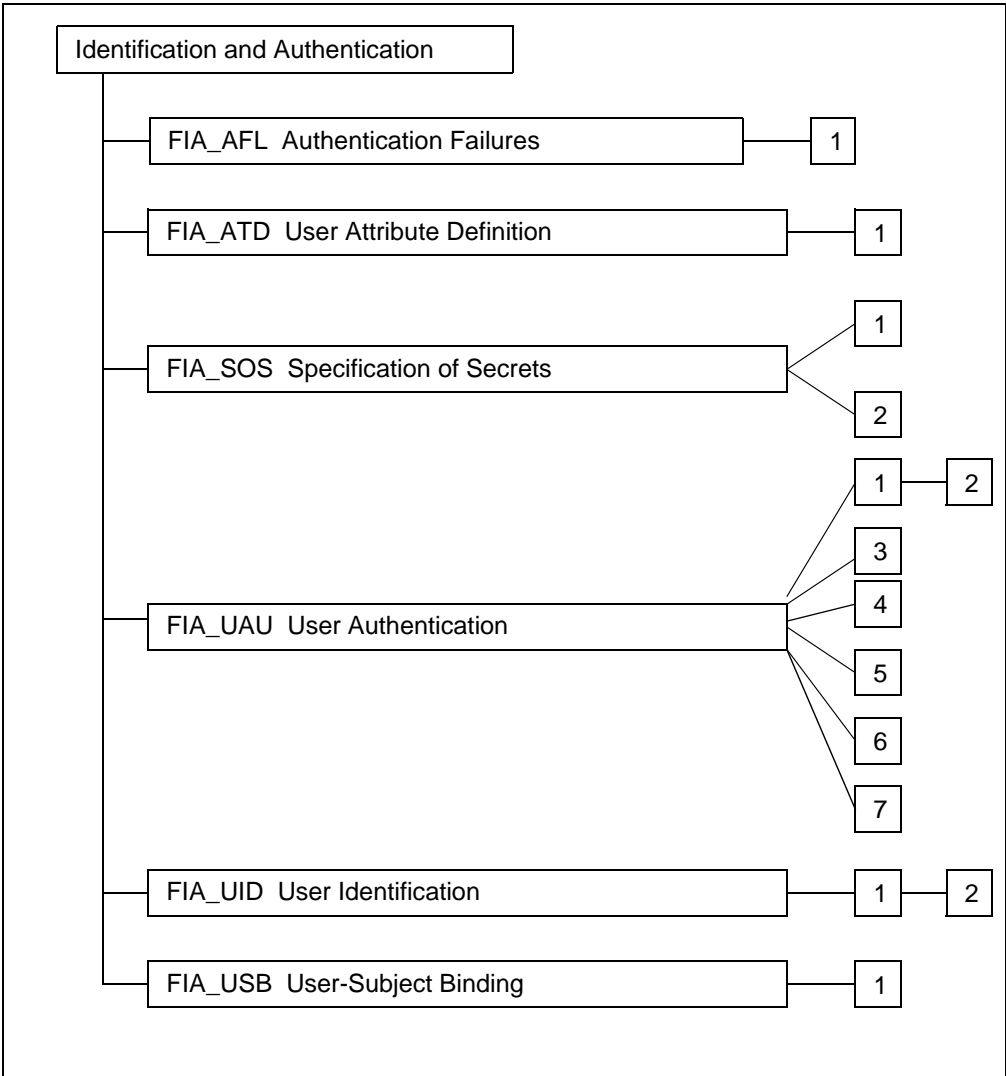 Identification and Authentication
FIA_AFL Authentication Failures 1
FIA_ATD User Attribute Definition 1
1
FIA_SOS Specification of Secrets
2
1 2
3
4
FIA_UAU User Authentication
5
6
7
FIA_UID User Identification 1 2
FIA_USB User-Subject Binding 1